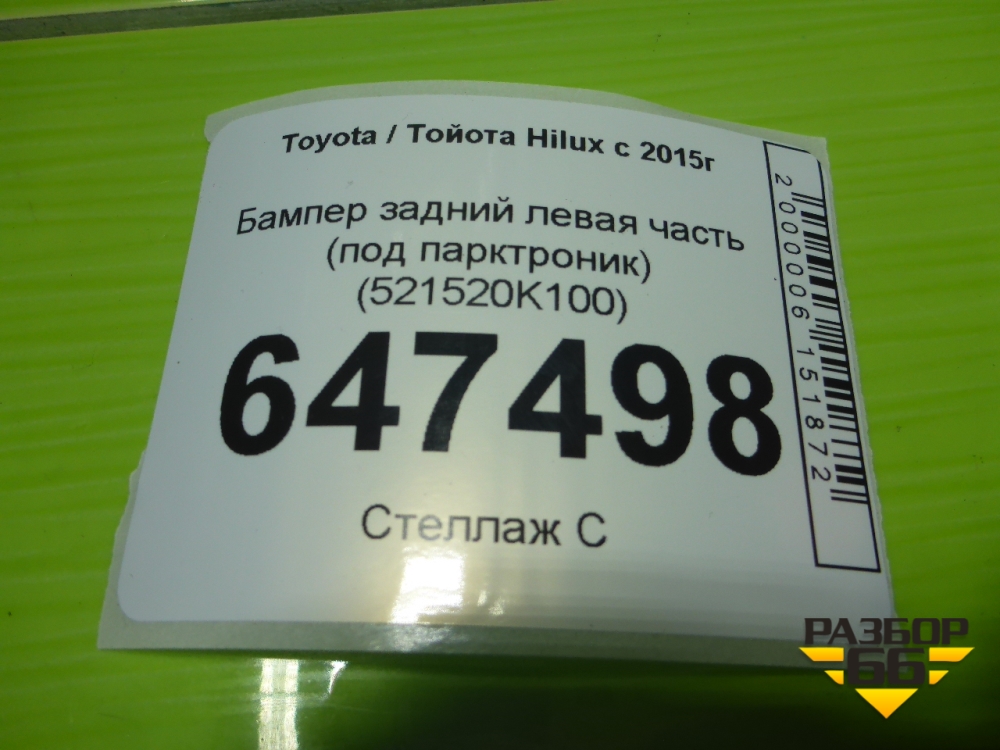 Toyota / Тойота Hilux с 2015г
Бампер задний левая часть
(под парктроник)
(521520K100)
647498
Стеллаж С
2000006151872
РАЗБОР
66